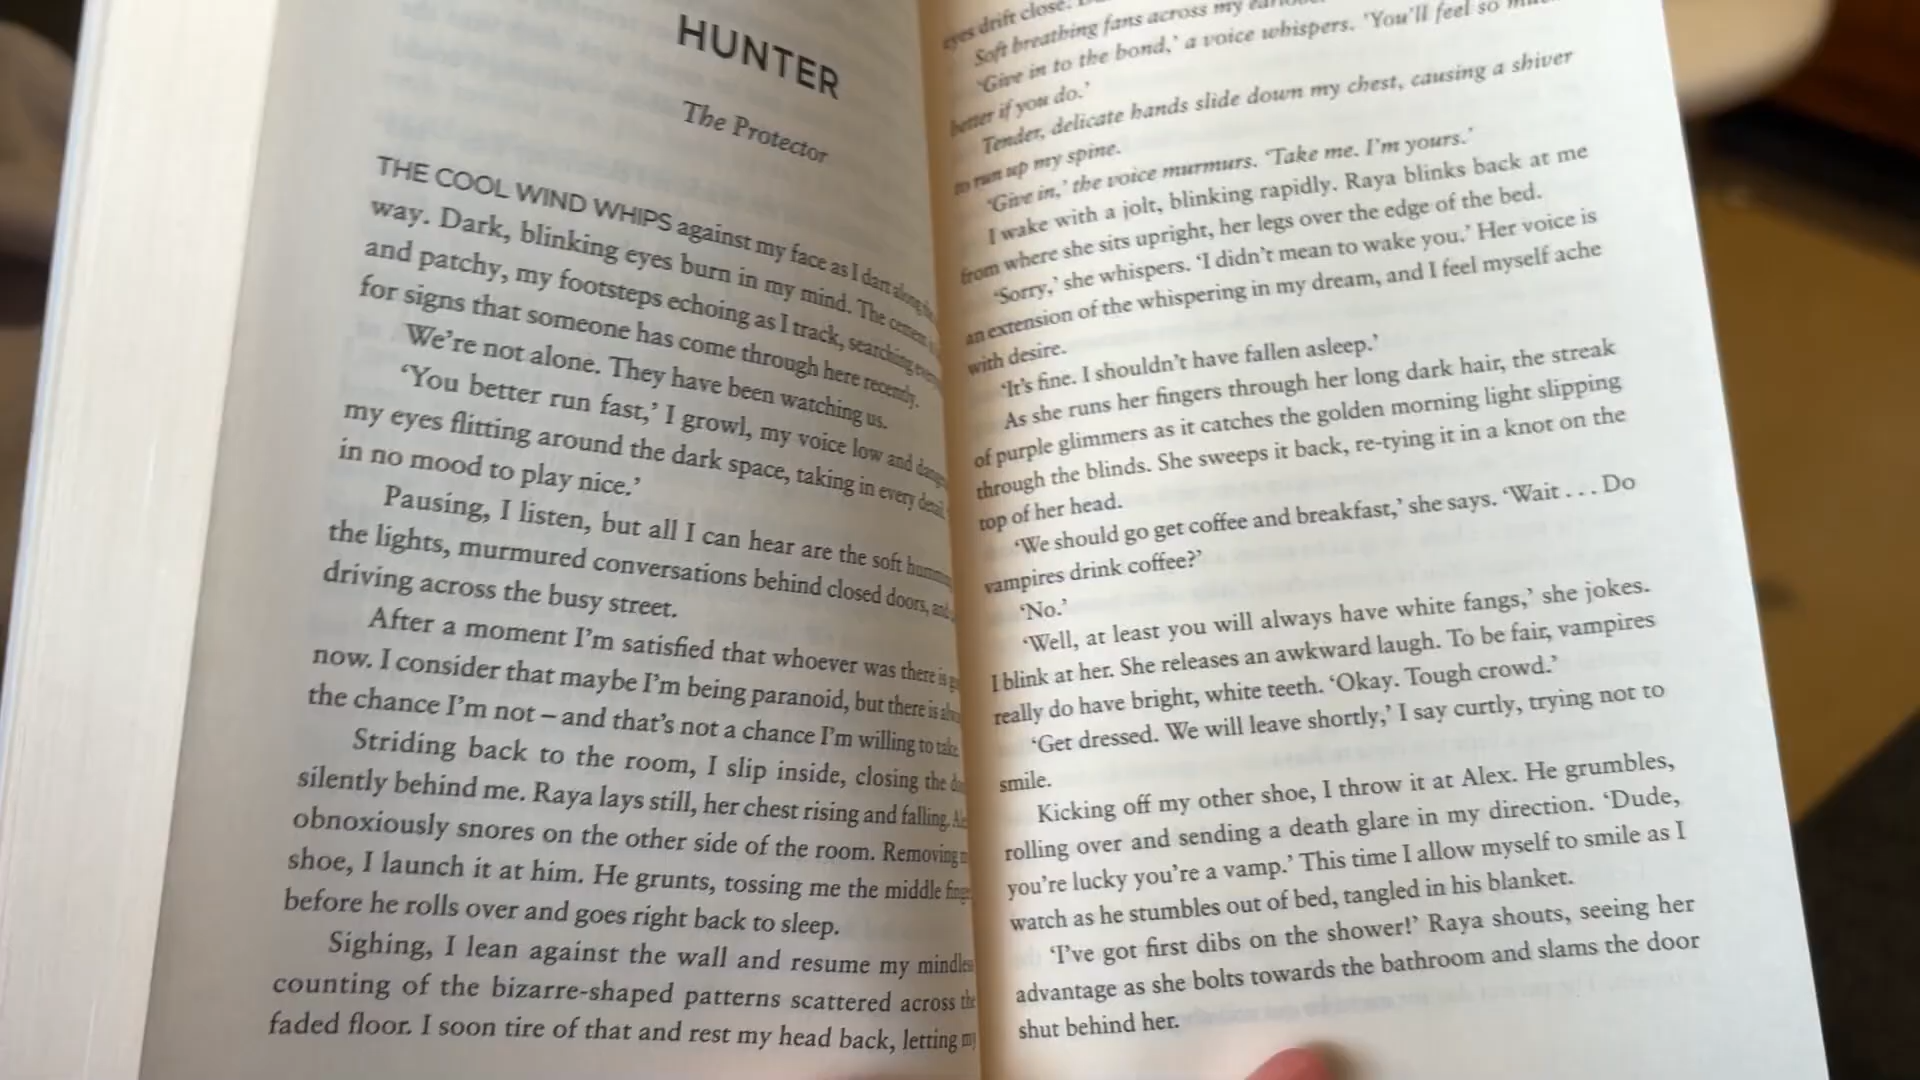 HUNTER
The Protector
THE COOL WIND WHIPS against my face as I dart along the
way. Dark, blinking eyes burn in my mind. The cement
and patchy, my footsteps echoing as I track, searching
for signs that someone has come through here recently.
We're not alone. They have been watching us.
‘You better run fast,’ I growl, my voice low and
my eyes flitting around the dark space, taking in every detail.
in no mood to play nice.’
Pausing, I listen, but all I can hear are the soft
the lights, murmured conversations behind closed doors,
driving across the busy street.
After a moment I'm satisfied that whoever was there is
now. I consider that maybe I'm being paranoid, but there is
the chance I'm not – and that's not a chance I'm willing to take.
Striding back to the room, I slip inside, closing the
silently behind me. Raya lays still, her chest rising and falling.
obnoxiously snores on the other side of the room. Removing
shoe, I launch it at him. He grunts, tossing me the middle
before he rolls over and goes right back to sleep.
Sighing, I lean against the wall and resume my
counting of the bizarre-shaped patterns scattered across the
faded floor. I soon tire of that and rest my head back, letting
eyes drift close.
Soft breathing fans across my
‘Give in to the bond,’ a voice whispers. ‘You'll feel so
better if you do.’
Tender, delicate hands slide down my chest, causing a shiver
to run up my spine.
‘Give in,’ the voice murmurs. ‘Take me. I'm yours.’
I wake with a jolt, blinking rapidly. Raya blinks back at me
from where she sits upright, her legs over the edge of the bed.
‘Sorry,’ she whispers. ‘I didn't mean to wake you.’ Her voice is
an extension of the whispering in my dream, and I feel myself ache
with desire.
‘It's fine. I shouldn't have fallen asleep.’
As she runs her fingers through her long dark hair, the streak
of purple glimmers as it catches the golden morning light slipping
through the blinds. She sweeps it back, re-tying it in a knot on the
top of her head.
‘We should go get coffee and breakfast,’ she says. ‘Wait . . . Do
vampires drink coffee?’
‘No.’
‘Well, at least you will always have white fangs,’ she jokes.
I blink at her. She releases an awkward laugh. To be fair, vampires
really do have bright, white teeth. ‘Okay. Tough crowd.’
‘Get dressed. We will leave shortly,’ I say curtly, trying not to
smile.
Kicking off my other shoe, I throw it at Alex. He grumbles,
rolling over and sending a death glare in my direction. ‘Dude,
you're lucky you're a vamp.’ This time I allow myself to smile as I
watch as he stumbles out of bed, tangled in his blanket.
‘I've got first dibs on the shower!’ Raya shouts, seeing her
advantage as she bolts towards the bathroom and slams the door
shut behind her.